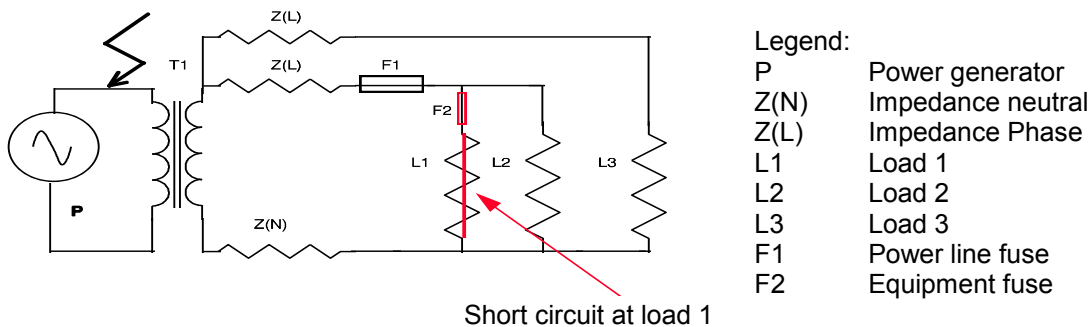 Z(L)
T1
Z(L)
F1
F2
L1
L2
L3
P
Z(N)
Short circuit at load 1
Legend:
P Power generator
Z(N) Impedance neutral
Z(L) Impedance Phase
L1 Load 1
L2 Load 2
L3 Load 3
F1 Power line fuse
F2 Equipment fuse